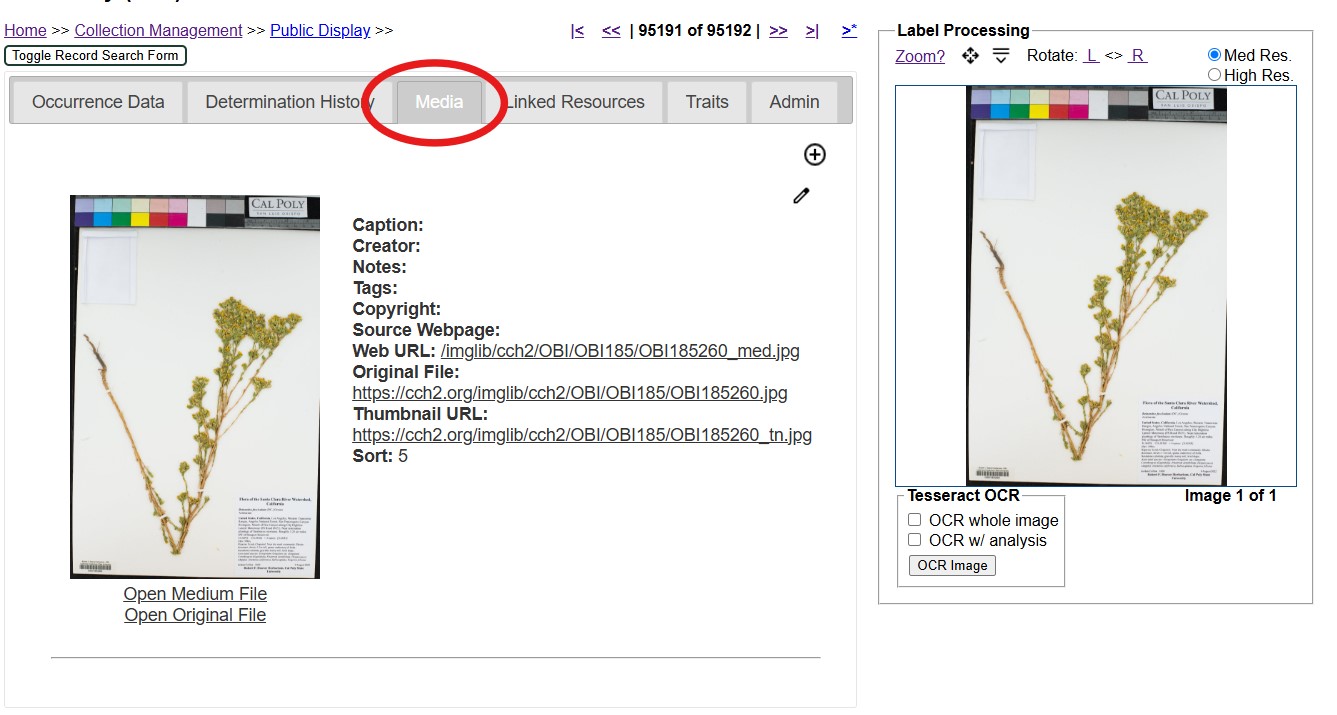 Home >> Collection Management >> Public Display >>
|< << | 95191 of 95192 | >> >| >*
Toggle Record Search Form
Occurrence Data Determination History Media Linked Resources Traits Admin
CAL POLY
SAN LUIS OBISPO
Caption:
Creator:
Notes:
Tags:
Copyright:
Source Webpage:
Web URL: /imglib/cch2/OBI/OBI185/OBI185260_med.jpg
Original File:
https://cch2.org/imglib/cch2/OBI/OBI185/OBI185260.jpg
Thumbnail URL:
https://cch2.org/imglib/cch2/OBI/OBI185/OBI185260_tn.jpg
Sort: 5
Flora of the Santa Clara River Watershed,
California
Open Medium File
Open Original File
Label Processing
Zoom? Rotate: L <> R
Med Res.
High Res.
CAL POLY
SAN LUIS OBISPO
Flora of the Santa Clara River Watershed,
California
Tesseract OCR
Image 1 of 1
OCR whole image
OCR w/ analysis
OCR Image